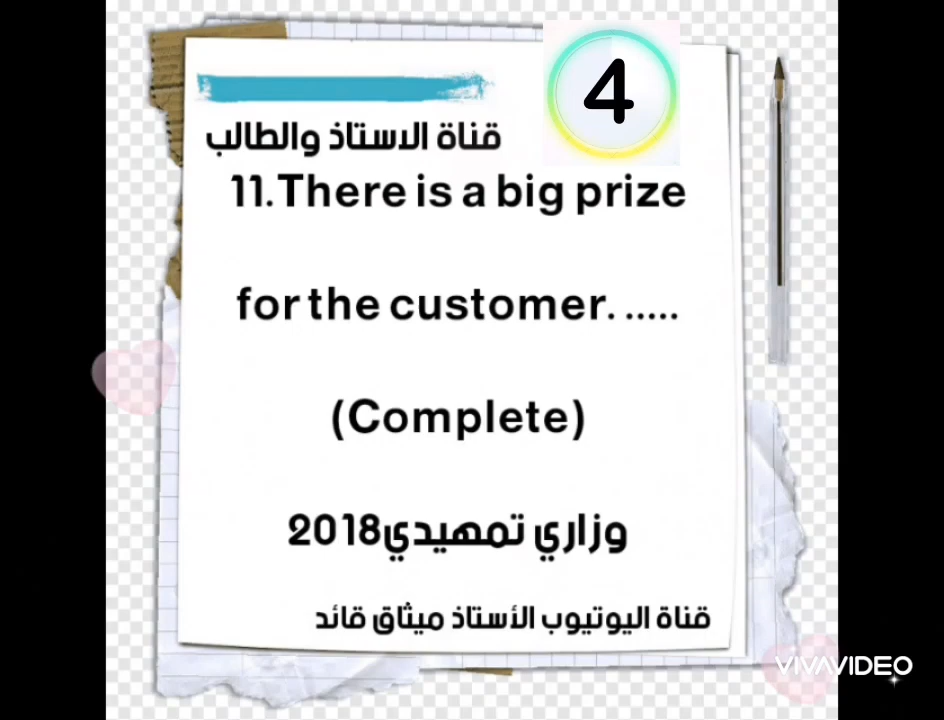 4
قناة الاستاذ والطالب
11.There is a big prize
for the customer. .....
(Complete)
وزاري تمهيدي2018
قناة اليوتيوب الأستاذ ميثاق قائد
VIVAVIDEO